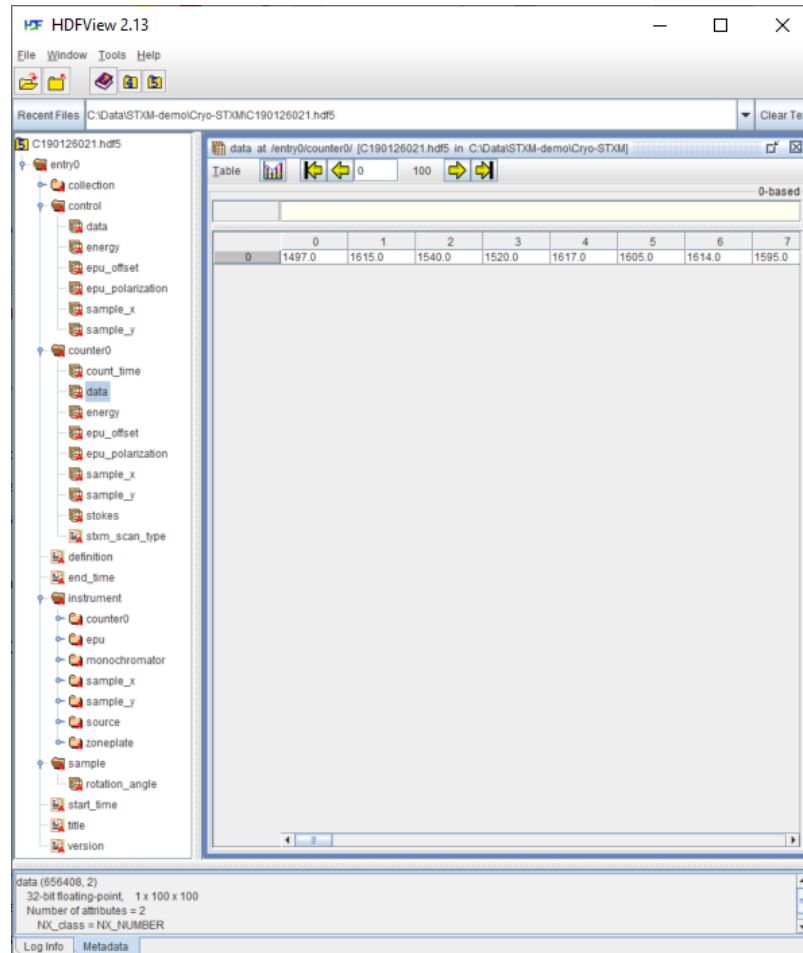 HDF HDFView 2.13
File Window Tools Help
Recent Files C:\Data\STXM-demo\Cryo-STXM\C190126021.hdf5 Clear Te
C190126021.hdf5
entry0
collection
control
data
energy
epu_offset
epu_polarization
sample_x
sample_y
counter0
count_time
data
energy
epu_offset
epu_polarization
sample_x
sample_y
stokes
stxm_scan_type
definition
end_time
instrument
counter0
epu
monochromator
sample_x
sample_y
source
zoneplate
sample
rotation_angle
start_time
title
version
data at /entry0/counter0/ [C190126021.hdf5 in C:\Data\STXM-demo\Cryo-STXM]
Table 0 100
0-based
0 1 2 3 4 5 6 7
0 1497.0 1615.0 1540.0 1520.0 1617.0 1605.0 1614.0 1595.0
data (656408, 2)
32-bit floating-point, 1 x 100 x 100
Number of attributes = 2
NX_class = NX_NUMBER
Log Info Metadata